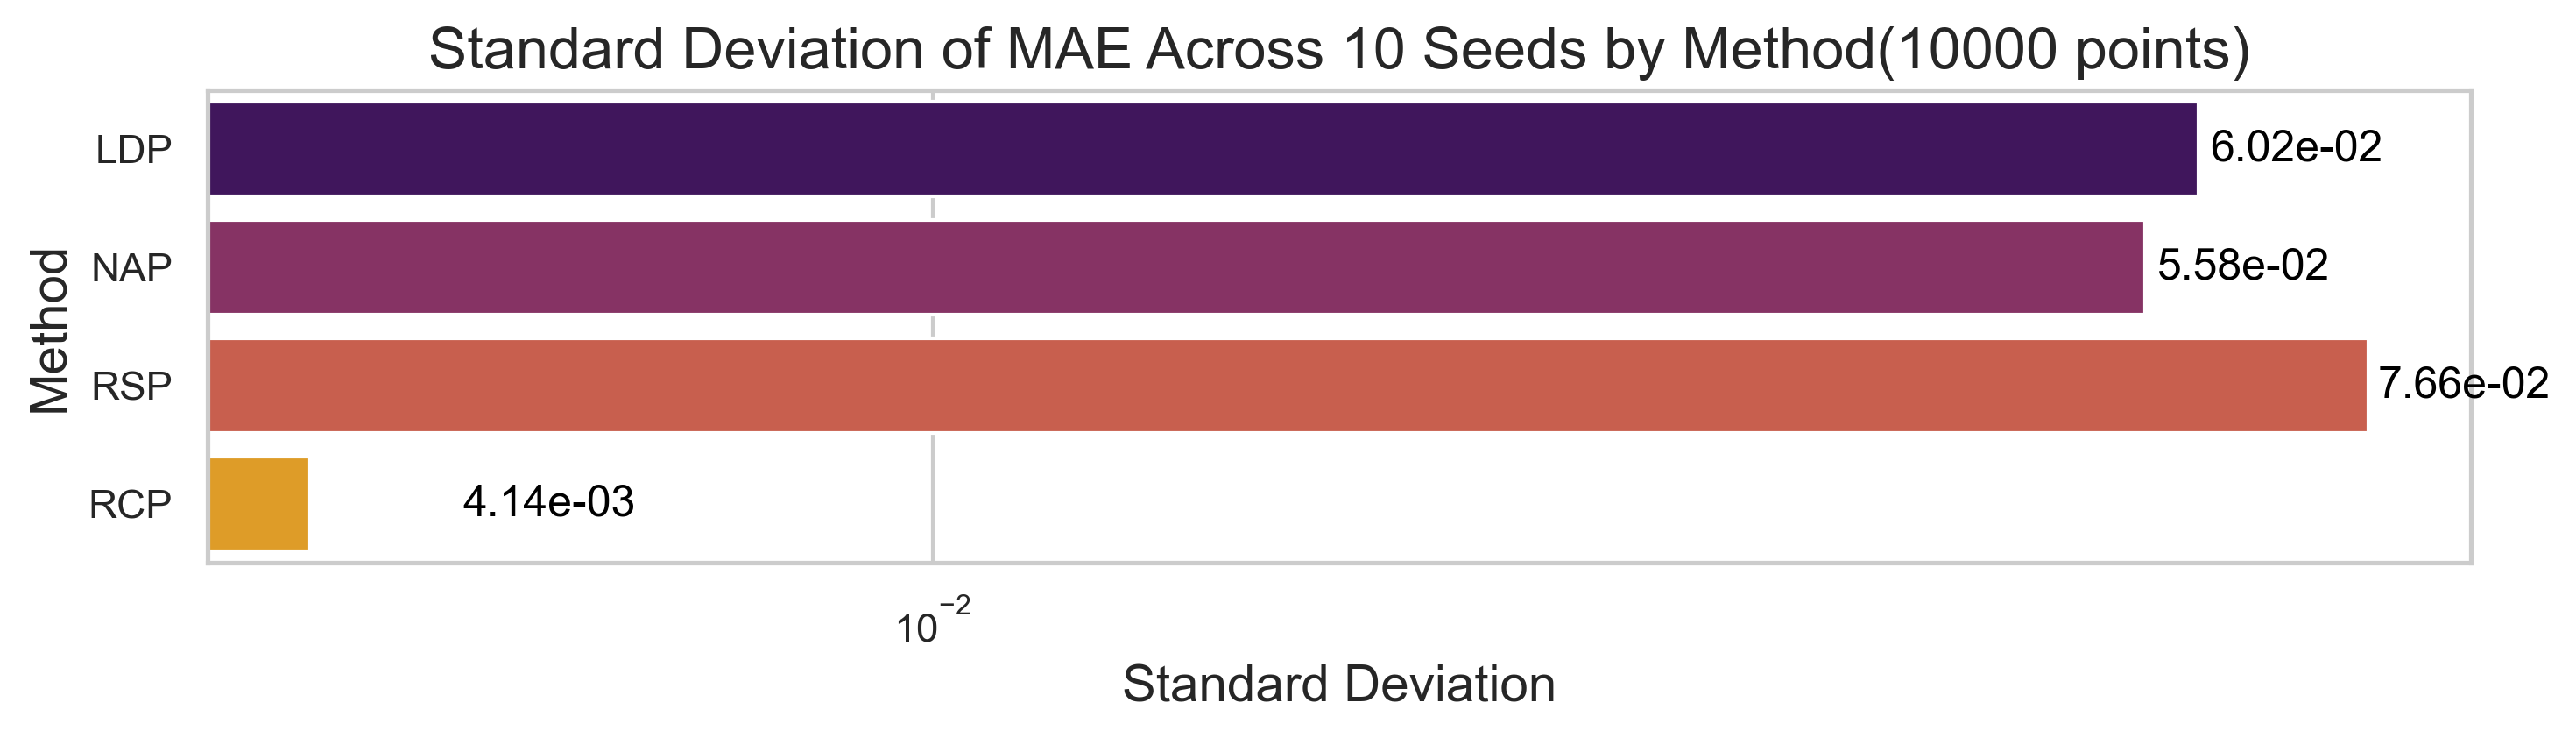 Standard Deviation of MAE Across 10 Seeds by Method(10000 points)
LDP
6.02e-02
NAP
5.58e-02
Method
RSP
7.66e-02
RCP
4.14e-03
10⁻²
Standard Deviation